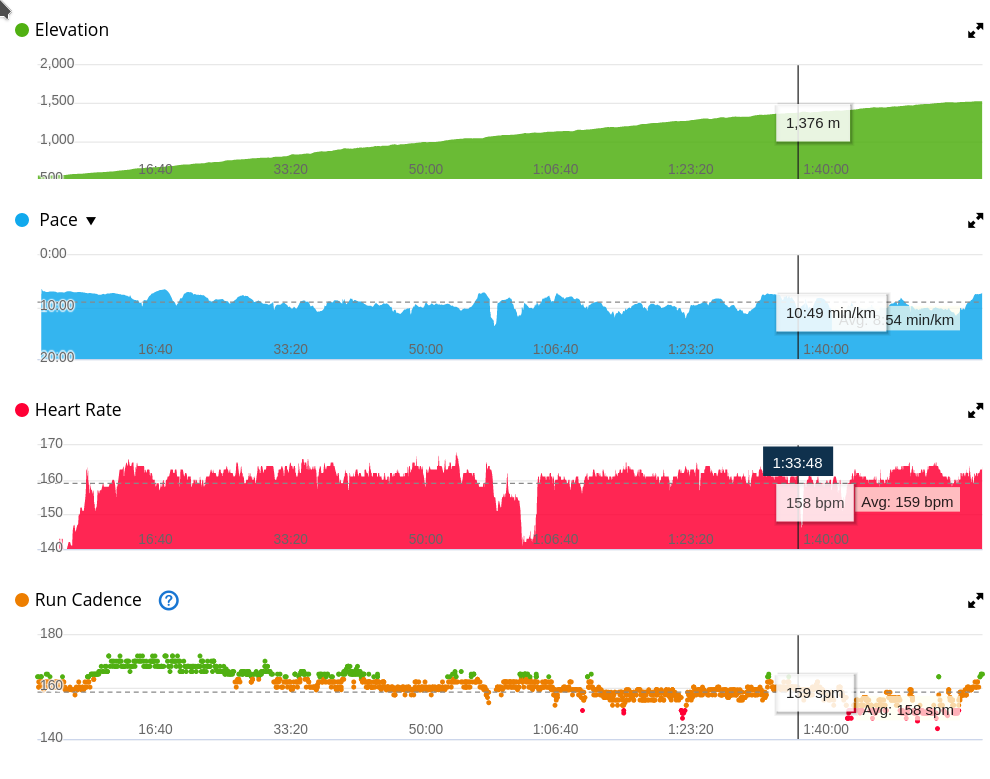 Elevation
2,000
1,500
1,376 m
1,000
500
16:40 33:20 50:00 1:06:40 1:23:20 1:40:00
Pace ▼
0:00
10:00
10:49 min/km
Avg: 8:54 min/km
20:00
16:40 33:20 50:00 1:06:40 1:23:20 1:40:00
Heart Rate
170
1:33:48
160
158 bpm Avg: 159 bpm
150
140
16:40 33:20 50:00 1:06:40 1:23:20 1:40:00
Run Cadence ?
180
160
159 spm
Avg: 158 spm
16:40 33:20 50:00 1:06:40 1:23:20 1:40:00
140